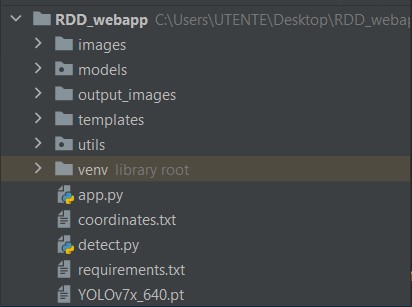 RDD_webapp C:\Users\UTENTE\Desktop\RDD_webap
images
models
output_images
templates
utils
venv library root
app.py
coordinates.txt
detect.py
requirements.txt
YOLOv7x_640.pt